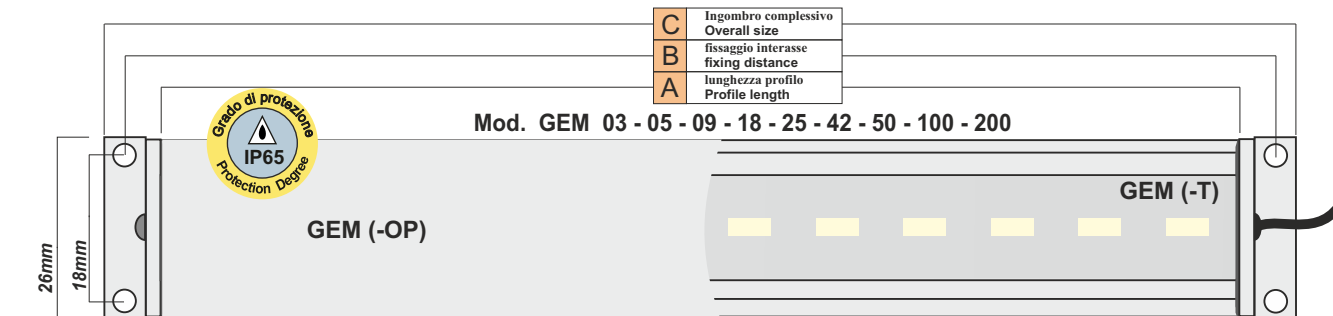 C Ingombro complessivo
Overall size
B fissaggio interasse
fixing distance
A lunghezza profilo
Profile length
Mod. GEM 03 - 05 - 09 - 18 - 25 - 42 - 50 - 100 - 200
Grado di protezione
IP65
Protection Degree
GEM (-T)
GEM (-OP)
26mm
18mm